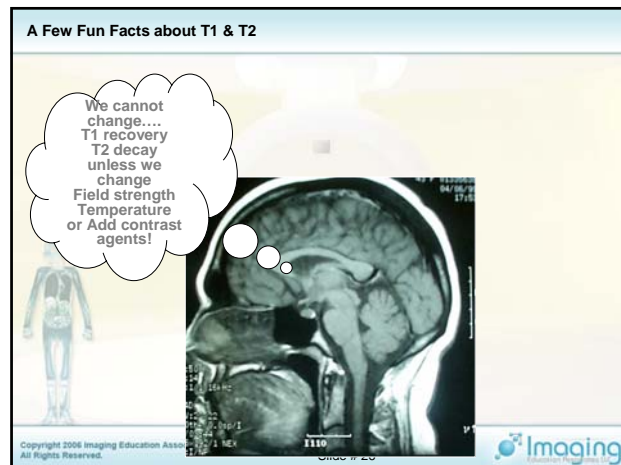 A Few Fun Facts about T1 & T2
We cannot
change….
T1 recovery
T2 decay
unless we
change
Field strength
Temperature
or Add contrast
agents!
I110
Copyright 2006 Imaging Education
All Rights Reserved.
Imaging